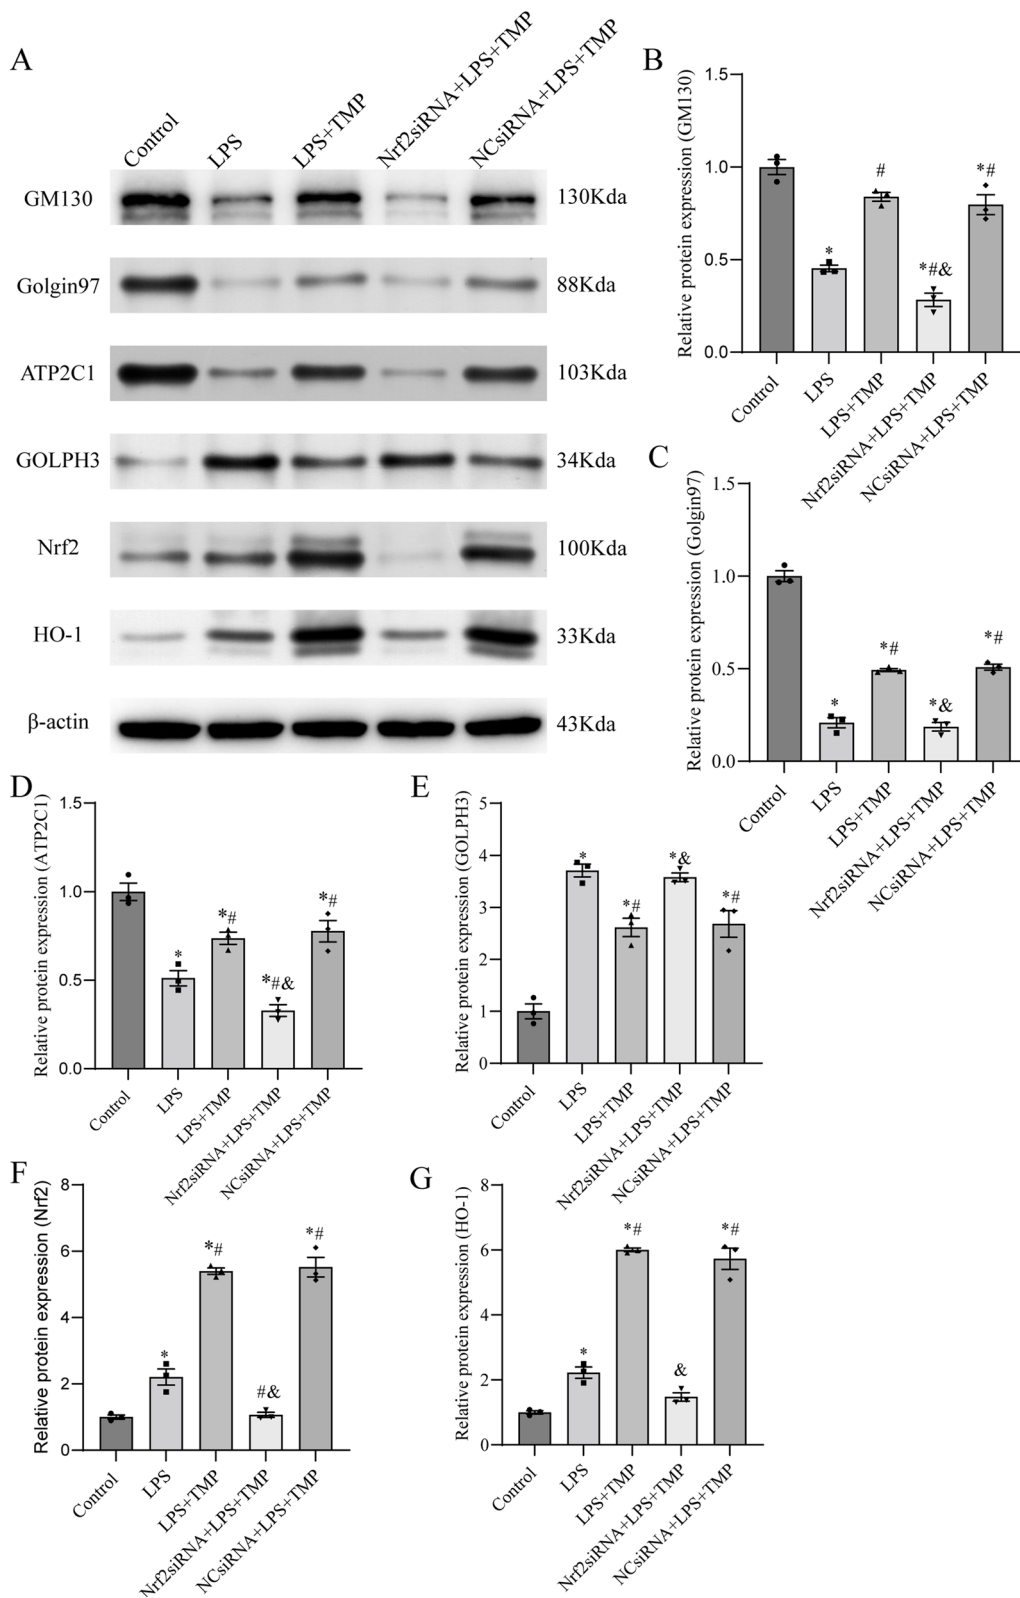 A
Control
LPS
LPS+TMP
Nrf2siRNA+LPS+TMP
NCsiRNA+LPS+TMP
GM130
130Kda
Golgin97
88Kda
ATP2C1
103Kda
GOLPH3
34Kda
Nrf2
100Kda
HO-1
33Kda
β-actin
43Kda
B
Relative protein expression (GM130)
1.5
1.0
0.5
0.0
*
#
*#&
*#
Control
LPS
LPS+TMP
Nrf2siRNA+LPS+TMP
NCsiRNA+LPS+TMP
C
Relative protein expression (Golgin97)
1.5
1.0
0.5
0.0
*
*#
*&
*#
Control
LPS
LPS+TMP
Nrf2siRNA+LPS+TMP
NCsiRNA+LPS+TMP
D
Relative protein expression (ATP2C1)
1.5
1.0
0.5
0.0
*
*#
*#&
*#
Control
LPS
LPS+TMP
Nrf2siRNA+LPS+TMP
NCsiRNA+LPS+TMP
E
Relative protein expression (GOLPH3)
5
4
3
2
1
0
*
*#
*&
*#
Control
LPS
LPS+TMP
Nrf2siRNA+LPS+TMP
NCsiRNA+LPS+TMP
F
Relative protein expression (Nrf2)
8
6
4
2
0
*
*#
#&
*#
Control
LPS
LPS+TMP
Nrf2siRNA+LPS+TMP
NCsiRNA+LPS+TMP
G
Relative protein expression (HO-1)
8
6
4
2
0
*
*#
&
*#
Control
LPS
LPS+TMP
Nrf2siRNA+LPS+TMP
NCsiRNA+LPS+TMP